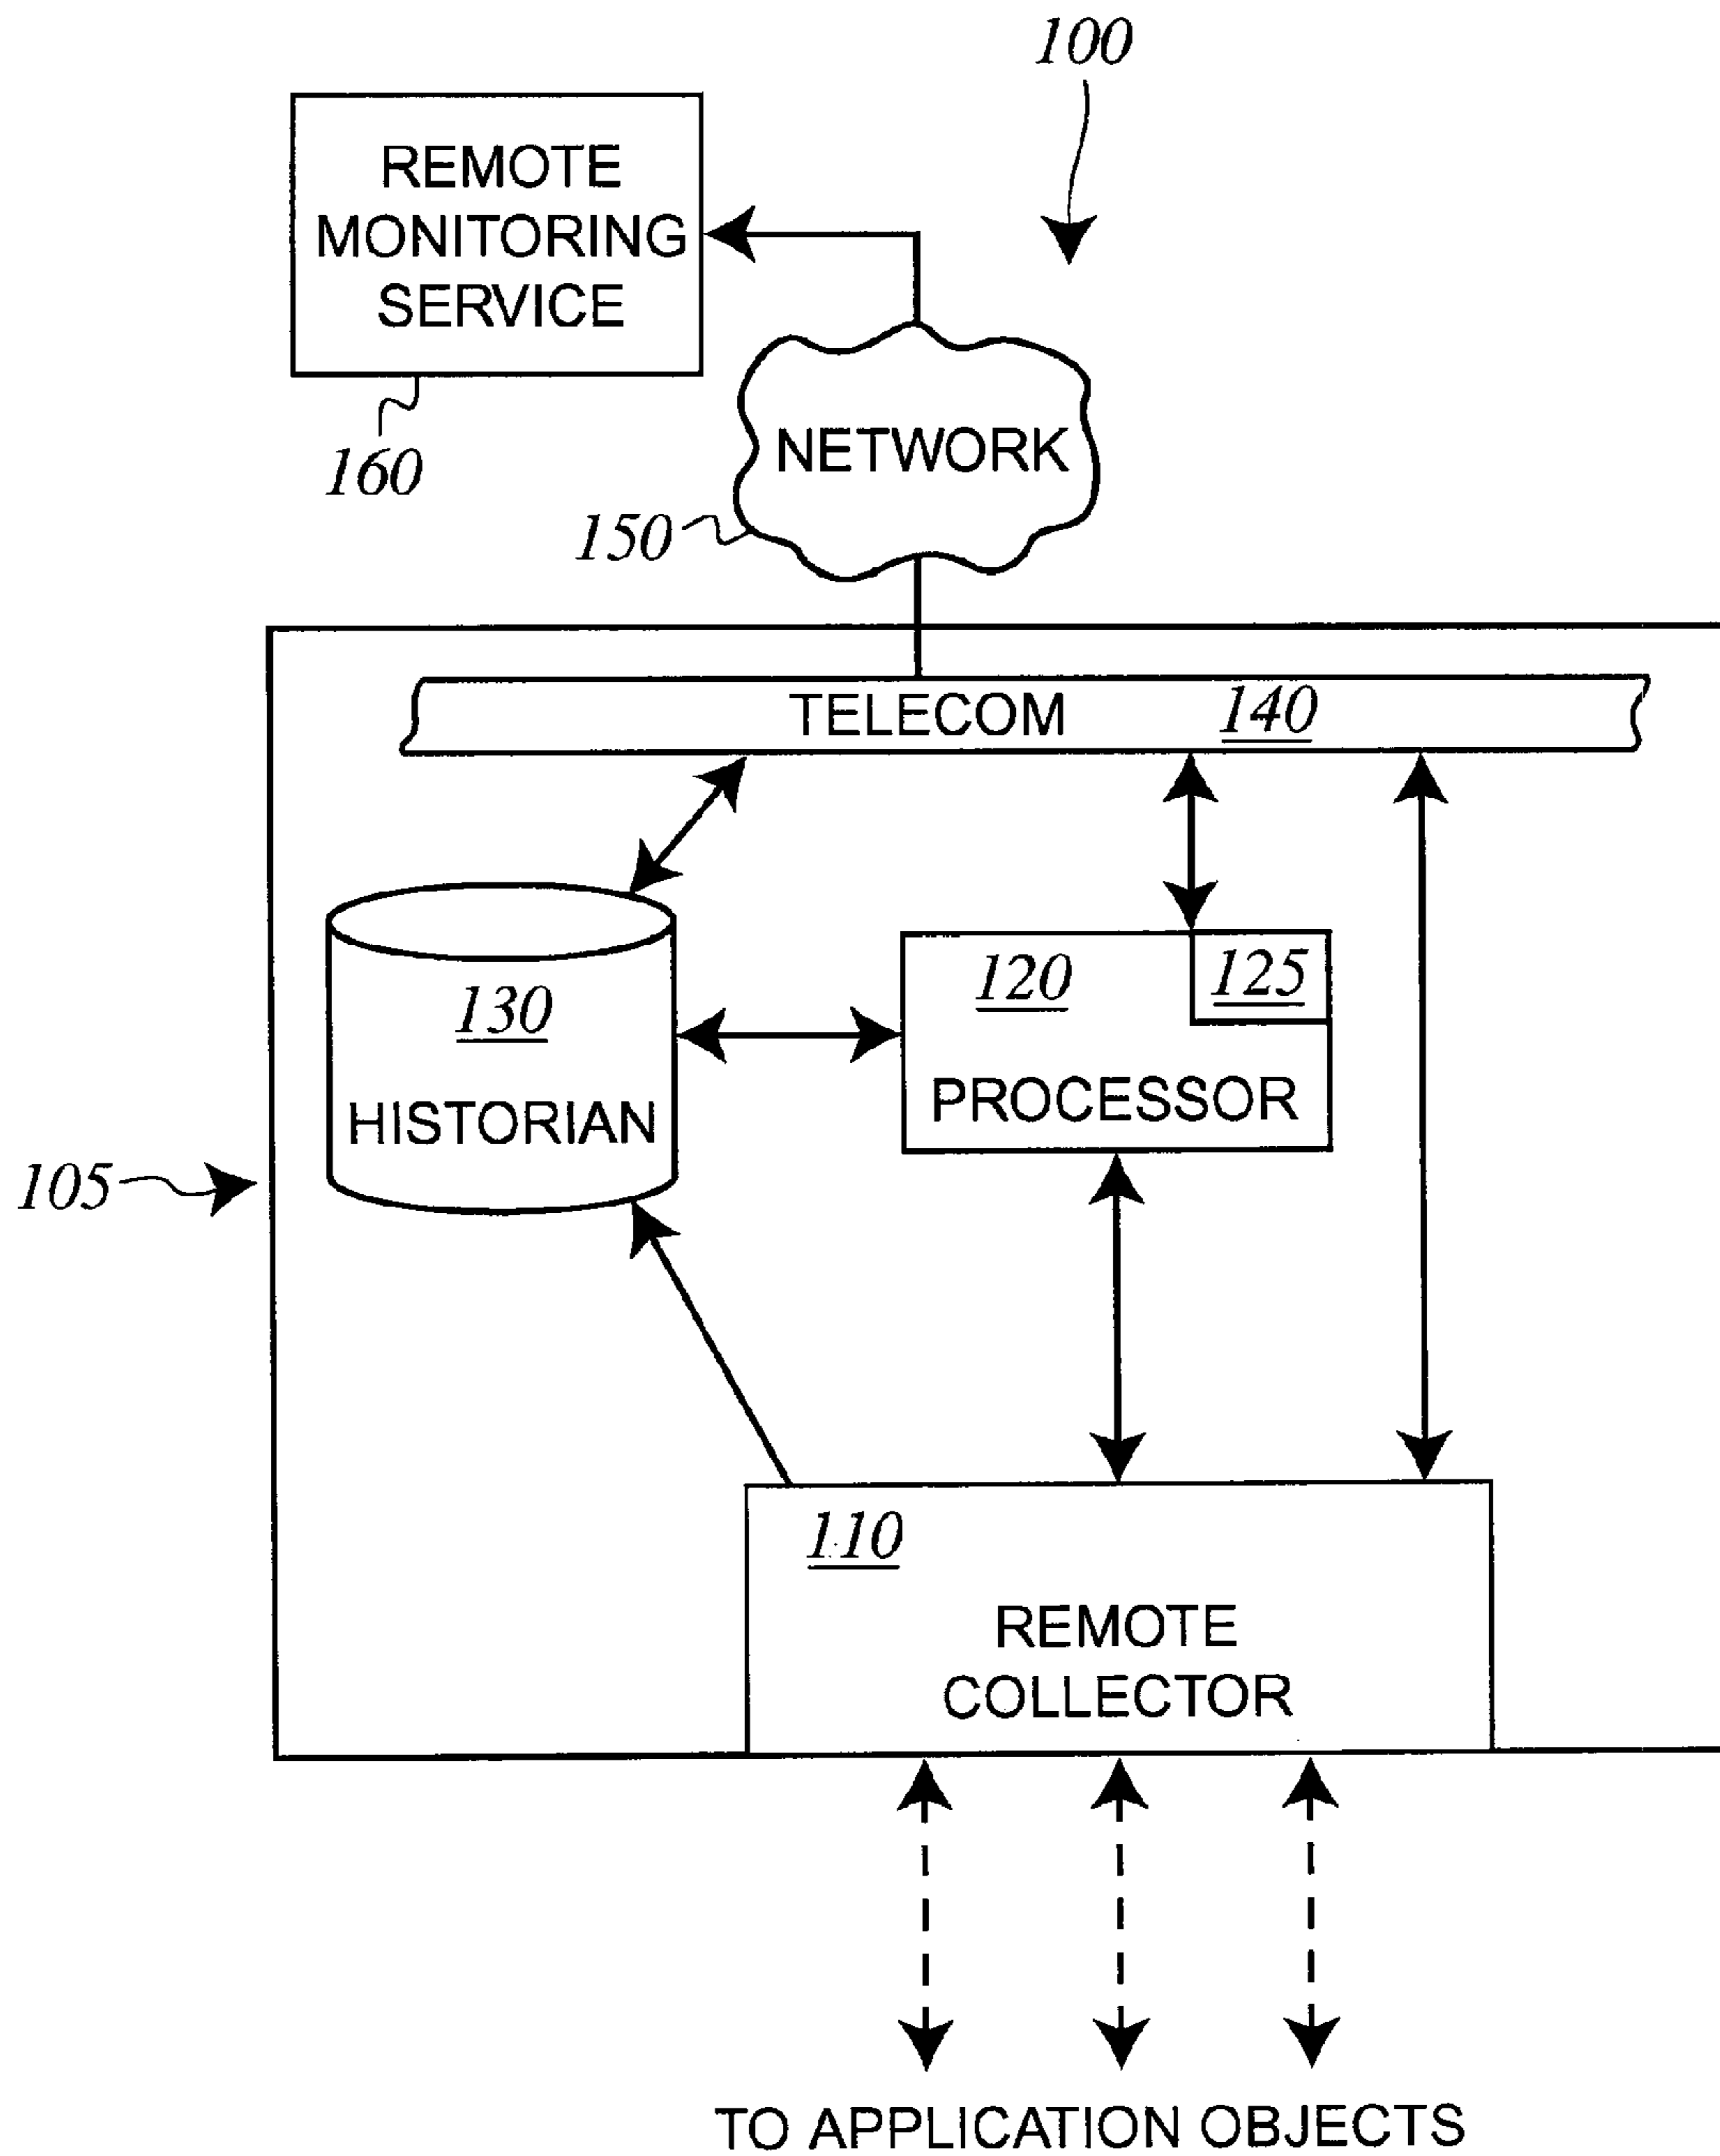 100
REMOTE
MONITORING
SERVICE
160
NETWORK
150
TELECOM 140
130
HISTORIAN
120
125
PROCESSOR
105
110
REMOTE
COLLECTOR
TO APPLICATION OBJECTS